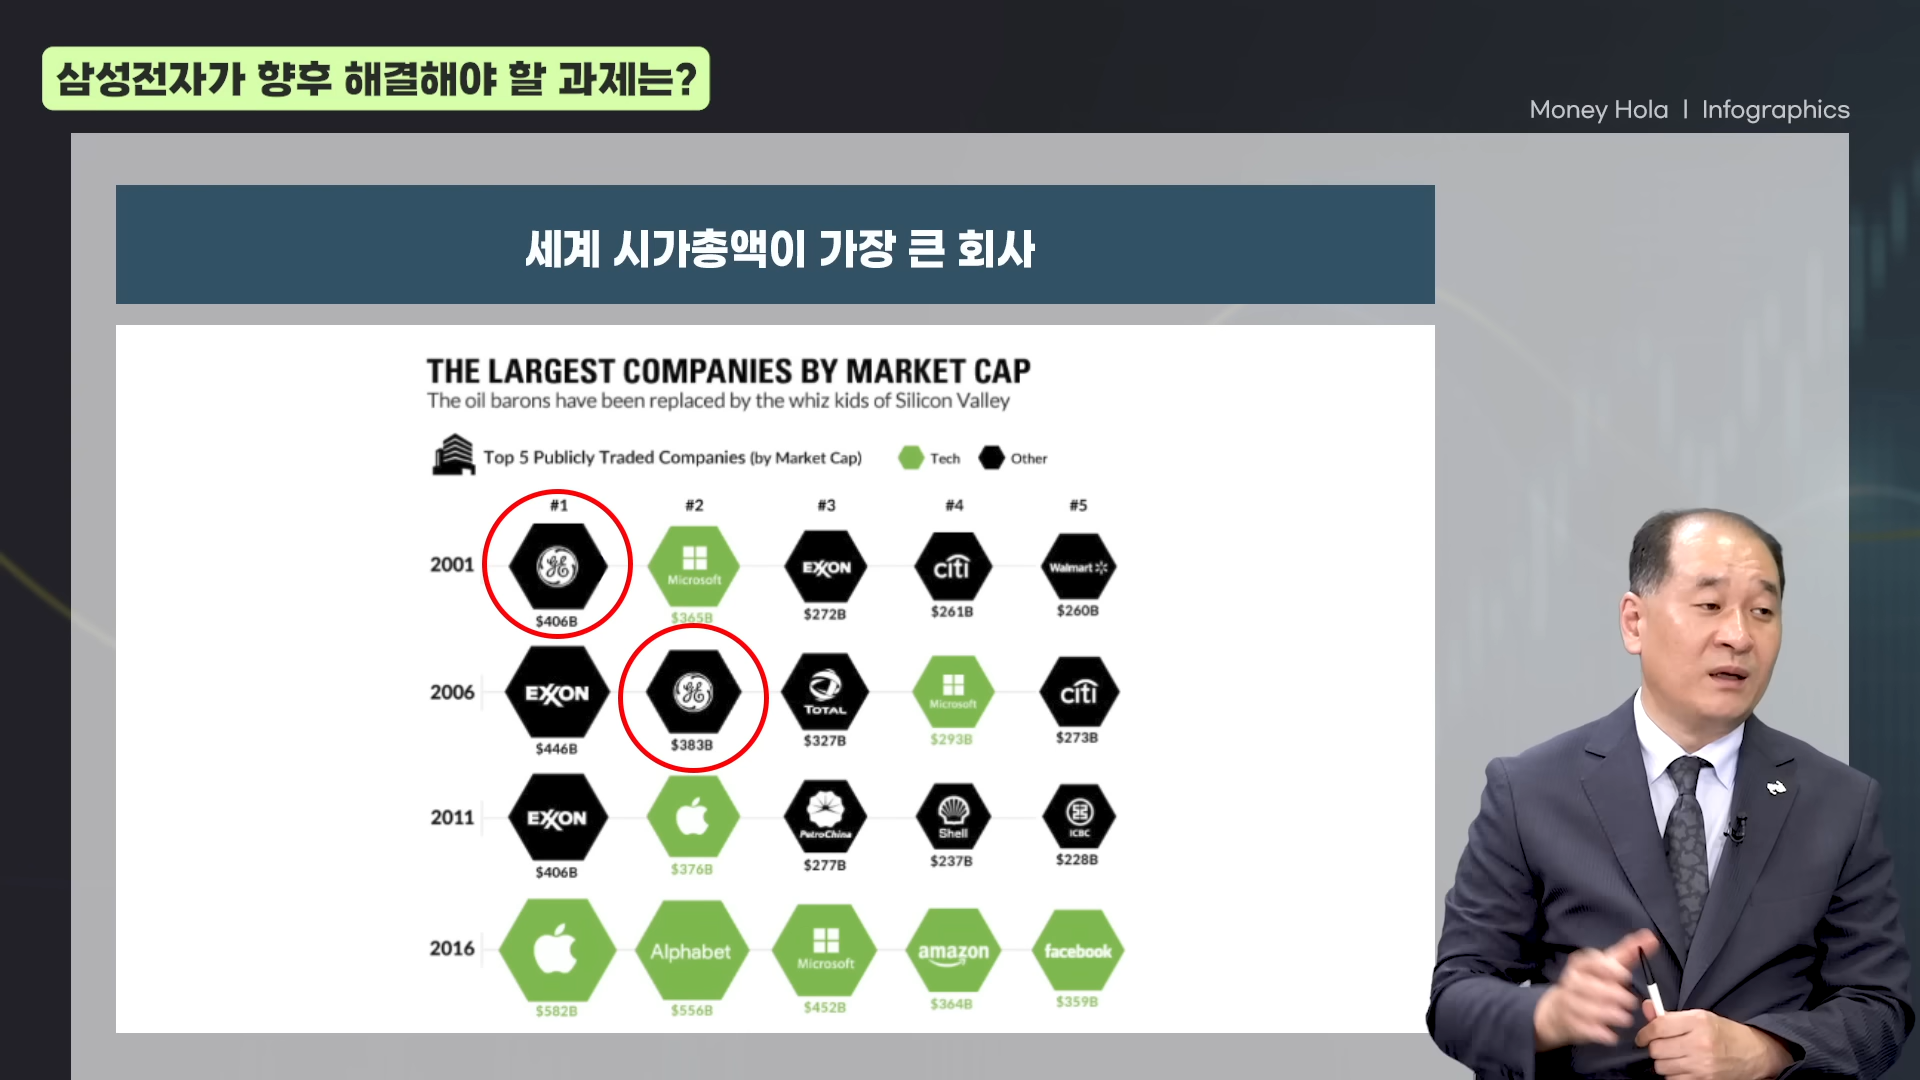 삼성전자가 향후 해결해야 할 과제는?
Money Hola | Infographics
세계 시가총액이 가장 큰 회사
THE LARGEST COMPANIES BY MARKET CAP
The oil barons have been replaced by the whiz kids of Silicon Valley
Top 5 Publicly Traded Companies (by Market Cap) Tech Other
#1 #2 #3 #4 #5
2001 GE Microsoft EXXON citi Walmart
$406B $365B $272B $261B $260B
2006 EXXON GE TOTAL Microsoft citi
$446B $383B $327B $293B $273B
2011 EXXON PetroChina Shell ICBC
$406B $376B $277B $237B $228B
2016 Alphabet Microsoft amazon facebook
$582B $556B $452B $364B $359B